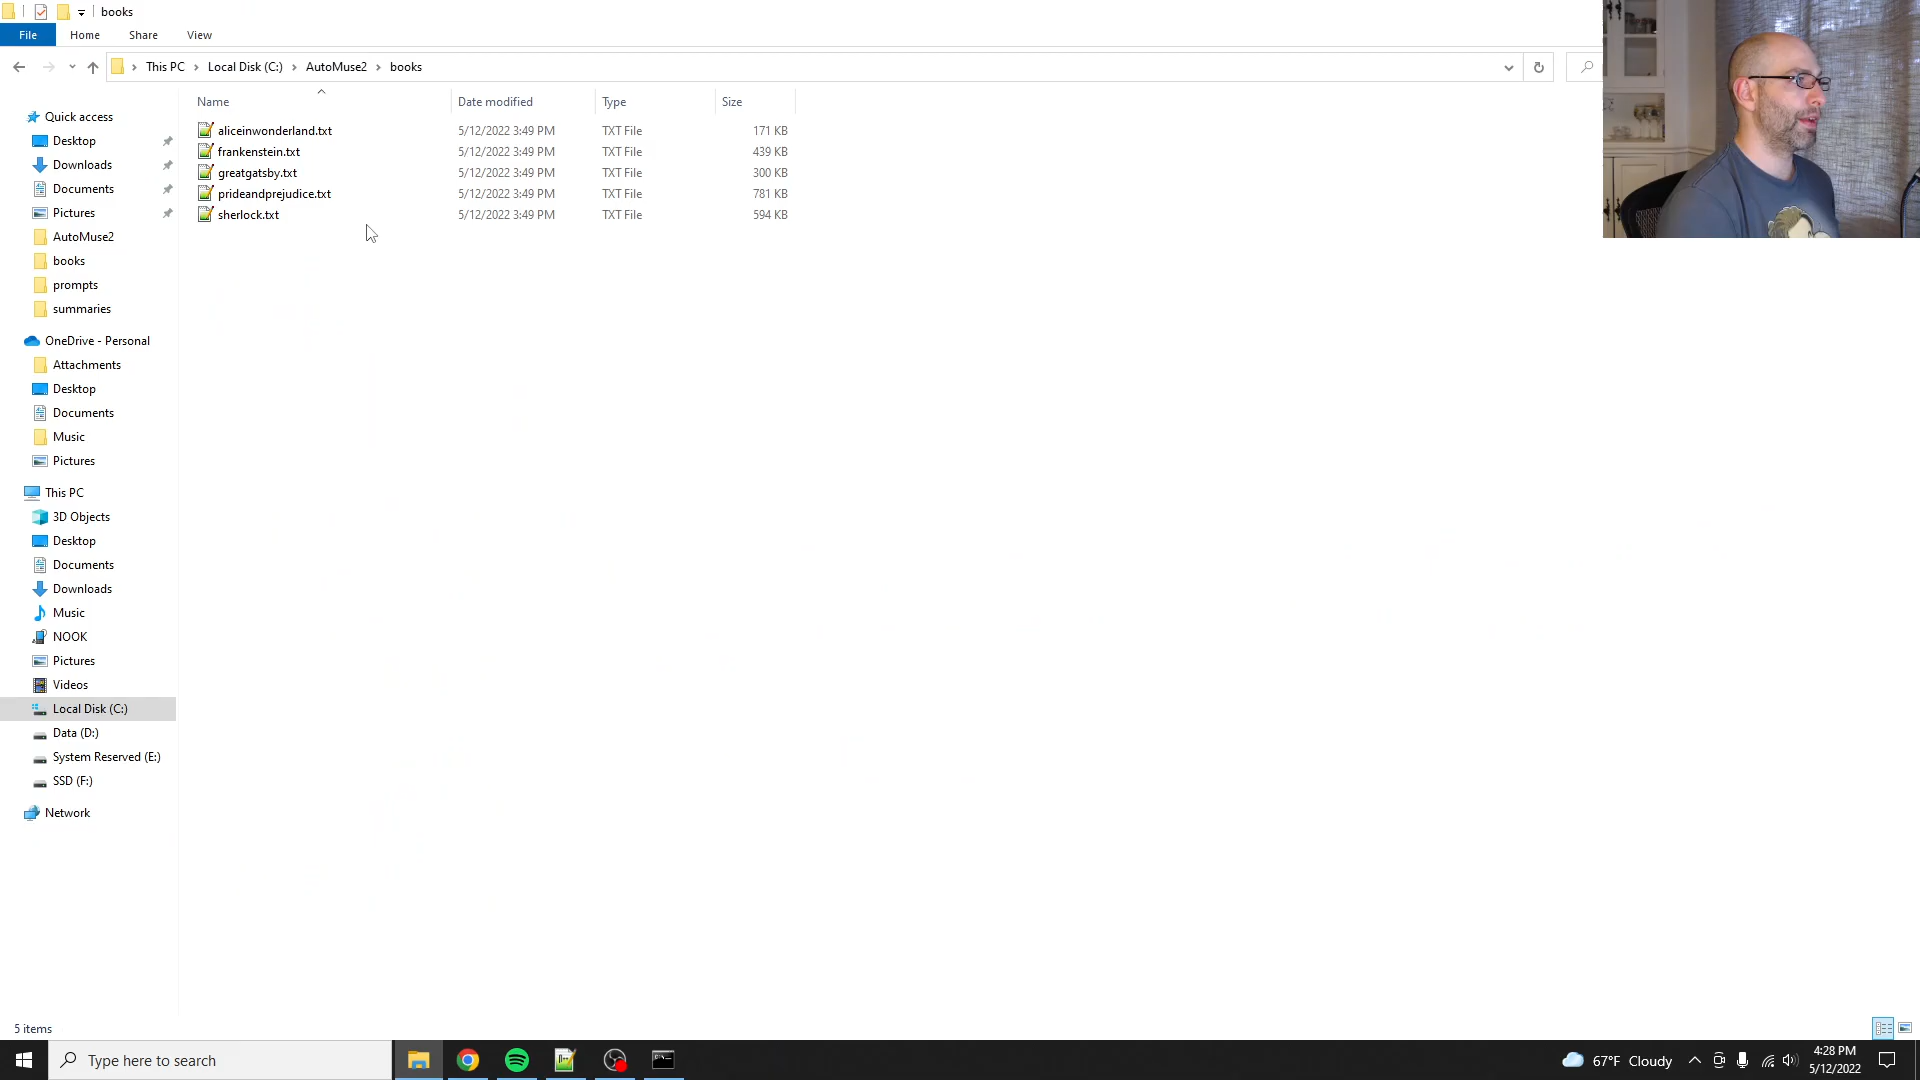 books
File Home Share View
This PC Local Disk (C:) AutoMuse2 books
Name Date modified Type Size
aliceinwonderland.txt 5/12/2022 3:49 PM TXT File 171 KB
frankenstein.txt 5/12/2022 3:49 PM TXT File 439 KB
greatgatsby.txt 5/12/2022 3:49 PM TXT File 300 KB
prideandprejudice.txt 5/12/2022 3:49 PM TXT File 781 KB
sherlock.txt 5/12/2022 3:49 PM TXT File 594 KB
Quick access
Desktop
Downloads
Documents
Pictures
AutoMuse2
books
prompts
summaries
OneDrive - Personal
Attachments
Desktop
Documents
Music
Pictures
This PC
3D Objects
Desktop
Documents
Downloads
Music
NOOK
Pictures
Videos
Local Disk (C:)
Data (D:)
System Reserved (E:)
SSD (F:)
Network
5 items
Type here to search
67°F Cloudy
4:28 PM
5/12/2022